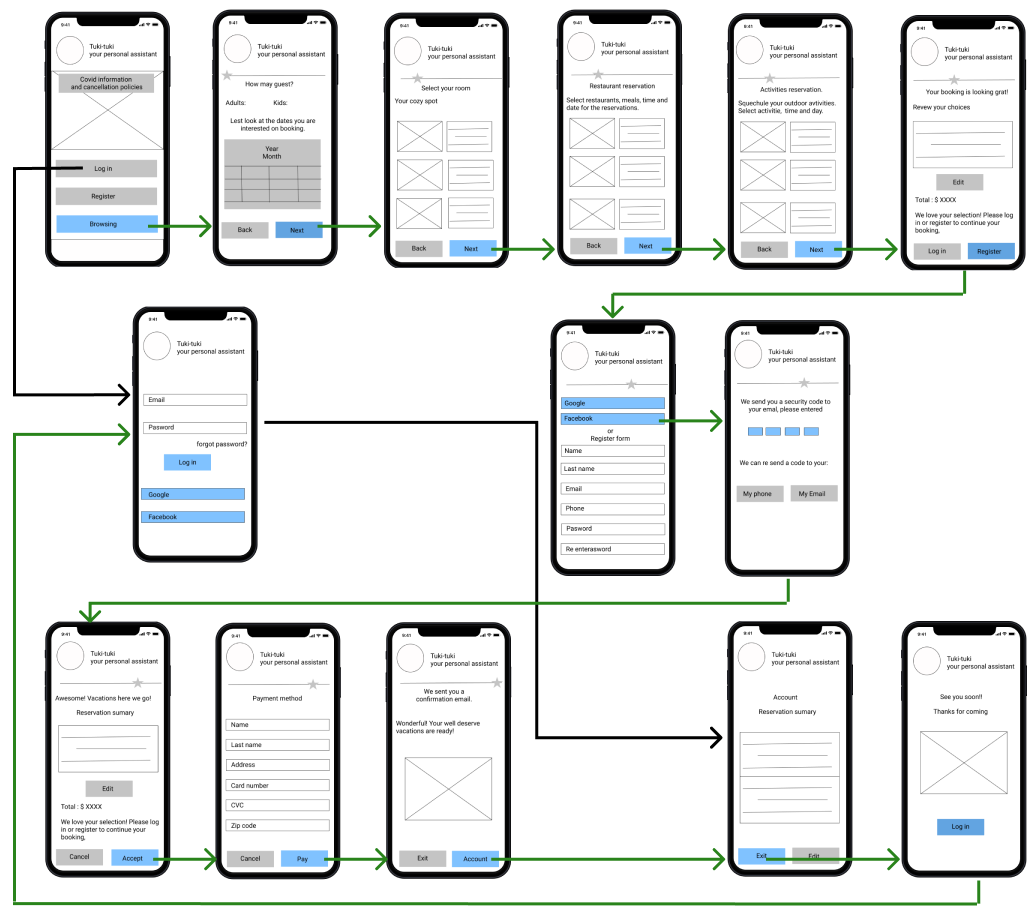 9:41
Tuki-tuki
your personal assistant
Covid information
and cancellation policies
Log in
Register
Browsing
9:41
Tuki-tuki
your personal assistant
How may guest?
Adults:
Kids:
Lest look at the dates you are
interested on booking.
Year
Month
Back
Next
9:41
Tuki-tuki
your personal assistant
Select your room
Your cozy spot
Back
Next
9:41
Tuki-tuki
your personal assistant
Restaurant reservation
Select restaurants, meals, time and
date for the reservations.
Back
Next
9:41
Tuki-tuki
your personal assistant
Activities reservation.
Squechule your outdoor avtivities.
Select activitie, time and day.
Back
Next
9:41
Tuki-tuki
your personal assistant
Your booking is looking grat!
Revew your choices
Edit
Total : $ XXXX
We love your selection! Please log
in or register to continue your
booking,
Log in
Register
9:41
Tuki-tuki
your personal assistant
Email
Pasword
forgot password?
Log in
Google
Facebook
9:41
Tuki-tuki
your personal assistant
Google
Facebook
or
Register form
Name
Last name
Email
Phone
Pasword
Re enterasword
9:41
Tuki-tuki
your personal assistant
We send you a security code to
your emal, please entered
We can re send a code to your:
My phone
My Email
9:41
Tuki-tuki
your personal assistant
Awesome! Vacations here we go!
Reservation sumary
Edit
Total : $ XXXX
We love your selection! Please log
in or register to continue your
booking,
Cancel
Accept
9:41
Tuki-tuki
your personal assistant
Payment method
Name
Last name
Address
Card number
CVC
Zip code
Cancel
Pay
9:41
Tuki-tuki
your personal assistant
We sent you a
confirmation email.
Wonderful! Your well deserve
vacations are ready!
Exit
Account
9:41
Tuki-tuki
your personal assistant
Account
Reservation sumary
Exit
Edit
9:41
Tuki-tuki
your personal assistant
See you soon!!
Thanks for coming
Log in